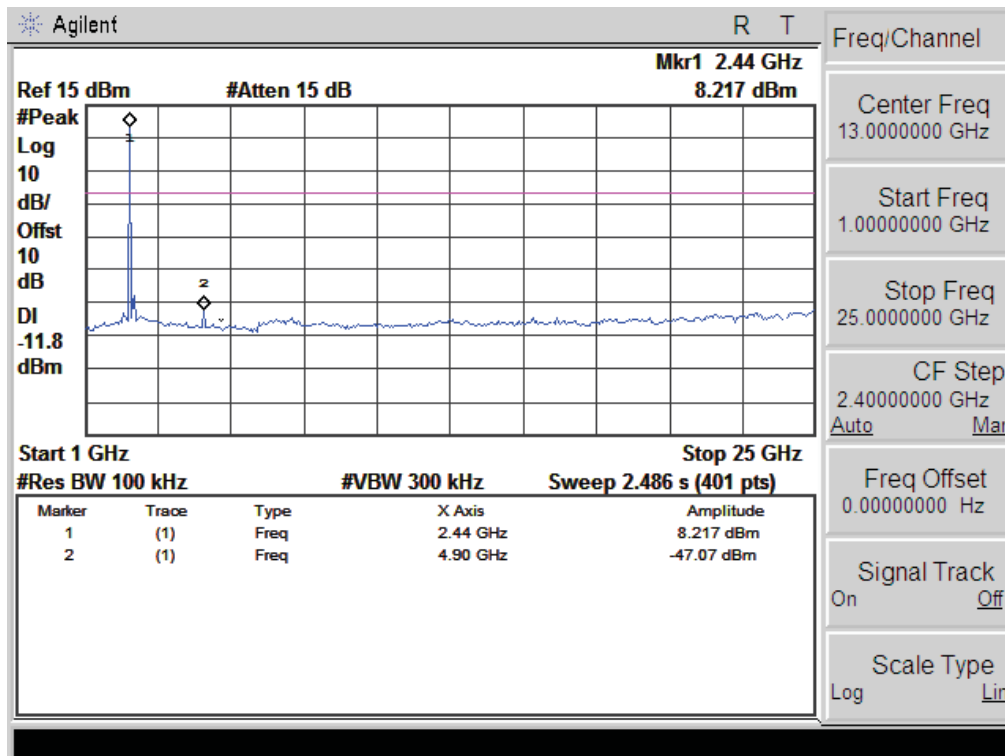 Agilent
R T
Mkr1 2.44 GHz
Ref 15 dBm #Atten 15 dB 8.217 dBm
#Peak
Log
10
dB/
Offst
10
dB
DI
-11.8
dBm
1
2
Start 1 GHz Stop 25 GHz
#Res BW 100 kHz #VBW 300 kHz Sweep 2.486 s (401 pts)
Marker Trace Type X Axis Amplitude
1 (1) Freq 2.44 GHz 8.217 dBm
2 (1) Freq 4.90 GHz -47.07 dBm
Freq/Channel
Center Freq
13.0000000 GHz
Start Freq
1.00000000 GHz
Stop Freq
25.0000000 GHz
CF Step
2.40000000 GHz
Auto Man
Freq Offset
0.00000000 Hz
Signal Track
On Off
Scale Type
Log Lin